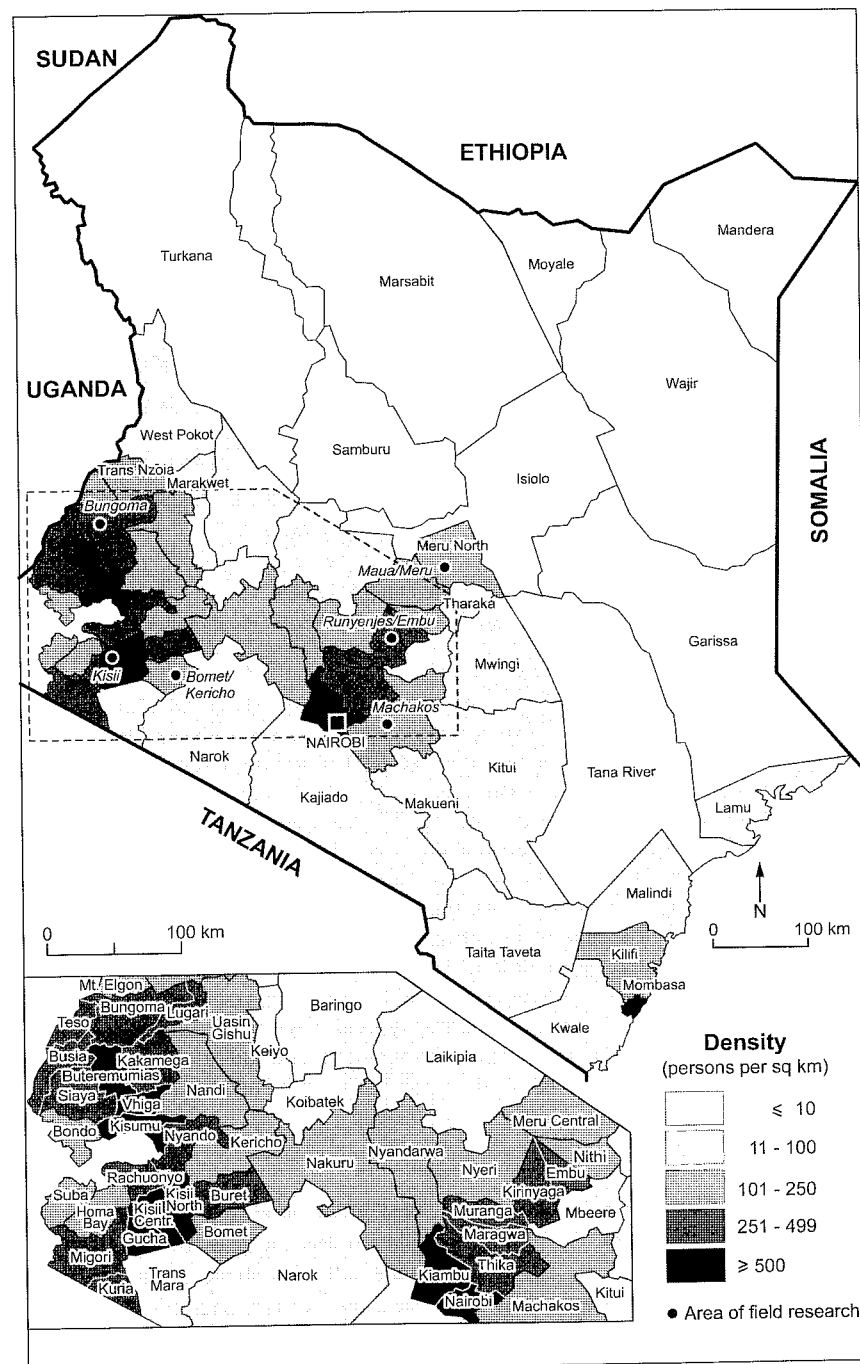 SUDAN
ETHIOPIA
Mandera
Moyale
Turkana
Marsabit
UGANDA
Wajir
West Pokot
Samburu
Isiolo
SOMALIA
Trans Nzoia
Marakwet
Bungoma
Meru North
Maua/Meru
Tharaka
Runyenjes/Embu
Garissa
Mwingi
Kisii
Bomet/
Kericho
Machakos
NAIROBI
Narok
Kitui
Tana River
Kajiado
Makueni
Lamu
TANZANIA
Malindi
N
0 100 km
0 100 km
Taita Taveta
Kilifi
Mombasa
Kwale
Mt. Elgon
Bungoma
Lugari
Teso
Uasin
Gishu
Baringo
Keiyo
Laikipia
Busia
Kakamega
Buteremumias
Nandi
Siaya
Vhiga
Koibatek
Bondo
Kisumu
Nyando
Kericho
Meru Central
Nyandarwa
Nithi
Nakuru
Nyeri
Embu
Rachuonyo
Kirinyaga
Suba
Kisii
North
Buret
Mbeere
Homa
Bay
Kisii
Centr.
Muranga
Gucha
Bomet
Maragwa
Migori
Thika
Kuria
Trans
Mara
Narok
Kiambu
Nairobi
Machakos
Kitui
Density
(persons per sq km)
≤ 10
11 - 100
101 - 250
251 - 499
≥ 500
Area of field research